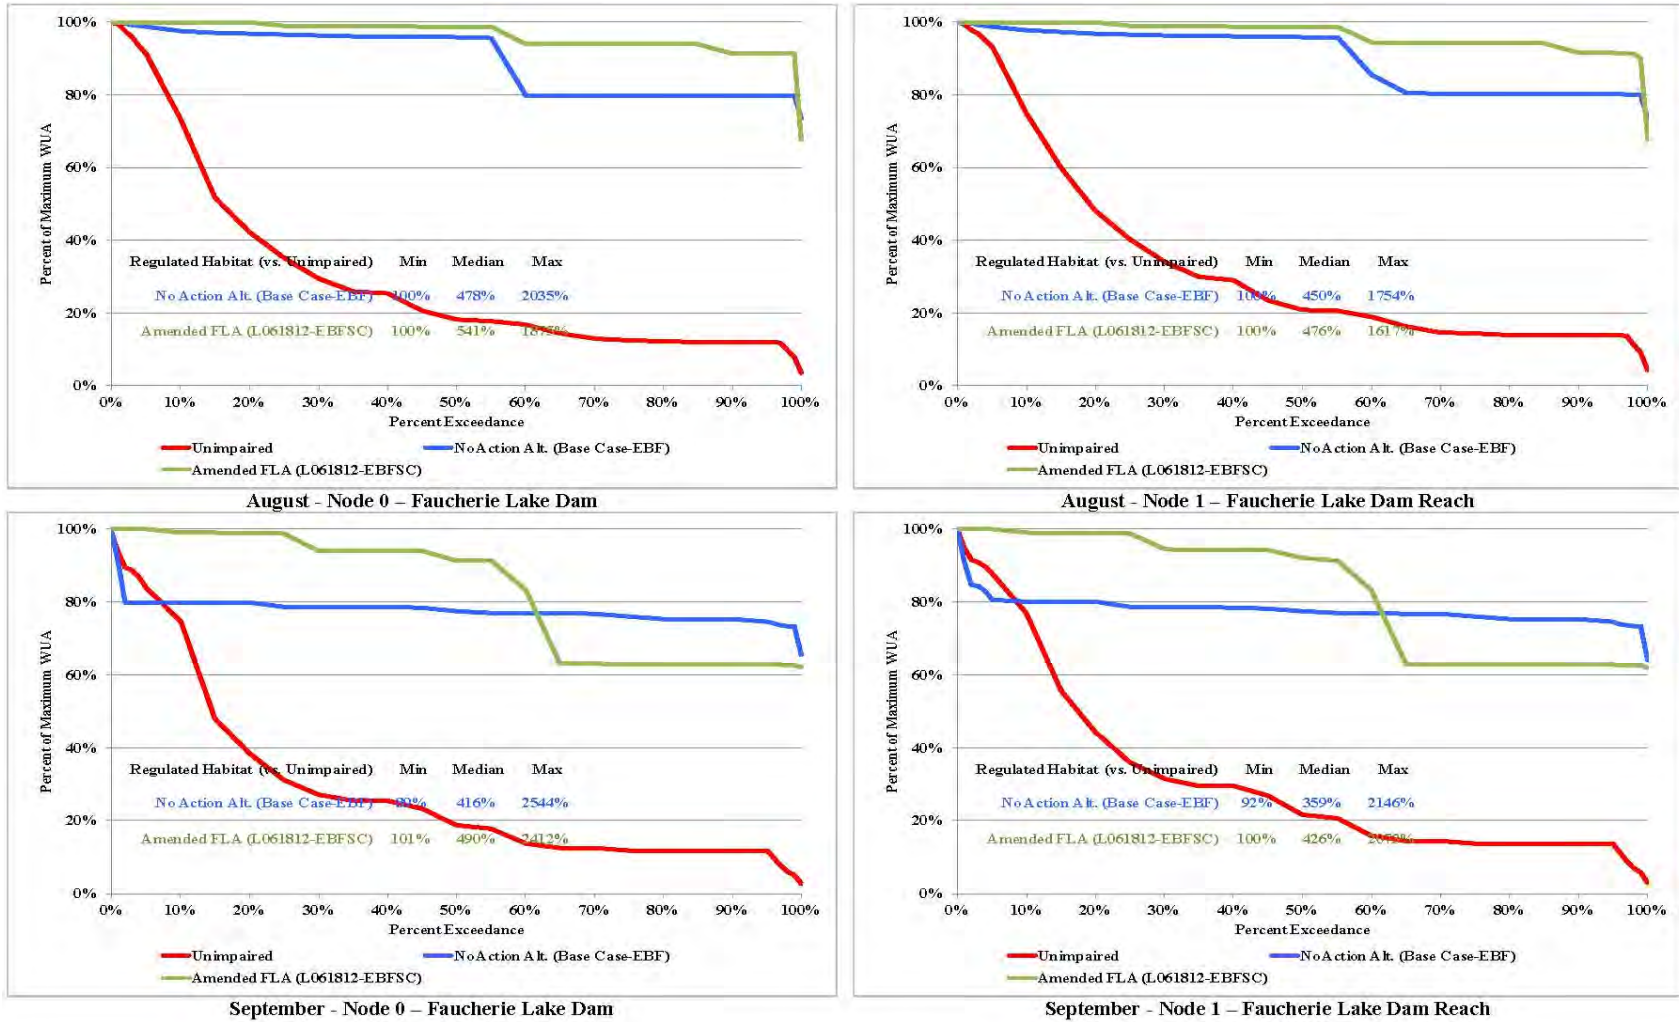 100%
80%
60%
40%
20%
0%
Percent of Maximum WUA
Regulated Habitat (vs. Unimpaired) Min Median Max
No Action Alt. (Base Case-EBF) 100% 478% 2035%
Amended FLA (L061812-EBFSC) 100% 541%
0% 10% 20% 30% 40% 50% 60% 70% 80% 90% 100%
Percent Exceedance
Unimpaired No Action Alt. (Base Case-EBF)
Amended FLA (L061812-EBFSC)
August - Node 0 – Faucherie Lake Dam
100%
80%
60%
40%
20%
0%
Percent of Maximum WUA
Regulated Habitat (vs. Unimpaired) Min Median Max
No Action Alt. (Base Case-EBF) 100% 450% 1754%
Amended FLA (L061812-EBFSC) 100% 476% 1617%
0% 10% 20% 30% 40% 50% 60% 70% 80% 90% 100%
Percent Exceedance
Unimpaired No Action Alt. (Base Case-EBF)
Amended FLA (L061812-EBFSC)
August - Node 1 – Faucherie Lake Dam Reach
100%
80%
60%
40%
20%
0%
Percent of Maximum WUA
Regulated Habitat (vs. Unimpaired) Min Median Max
No Action Alt. (Base Case-EBF) 416% 2544%
Amended FLA (L061812-EBFSC) 101% 490% 2412%
0% 10% 20% 30% 40% 50% 60% 70% 80% 90% 100%
Percent Exceedance
Unimpaired No Action Alt. (Base Case-EBF)
Amended FLA (L061812-EBFSC)
September - Node 0 – Faucherie Lake Dam
100%
80%
60%
40%
20%
0%
Percent of Maximum WUA
Regulated Habitat (vs. Unimpaired) Min Median Max
No Action Alt. (Base Case-EBF) 92% 359% 2146%
Amended FLA (L061812-EBFSC) 100% 426%
0% 10% 20% 30% 40% 50% 60% 70% 80% 90% 100%
Percent Exceedance
Unimpaired No Action Alt. (Base Case-EBF)
Amended FLA (L061812-EBFSC)
September - Node 1 – Faucherie Lake Dam Reach